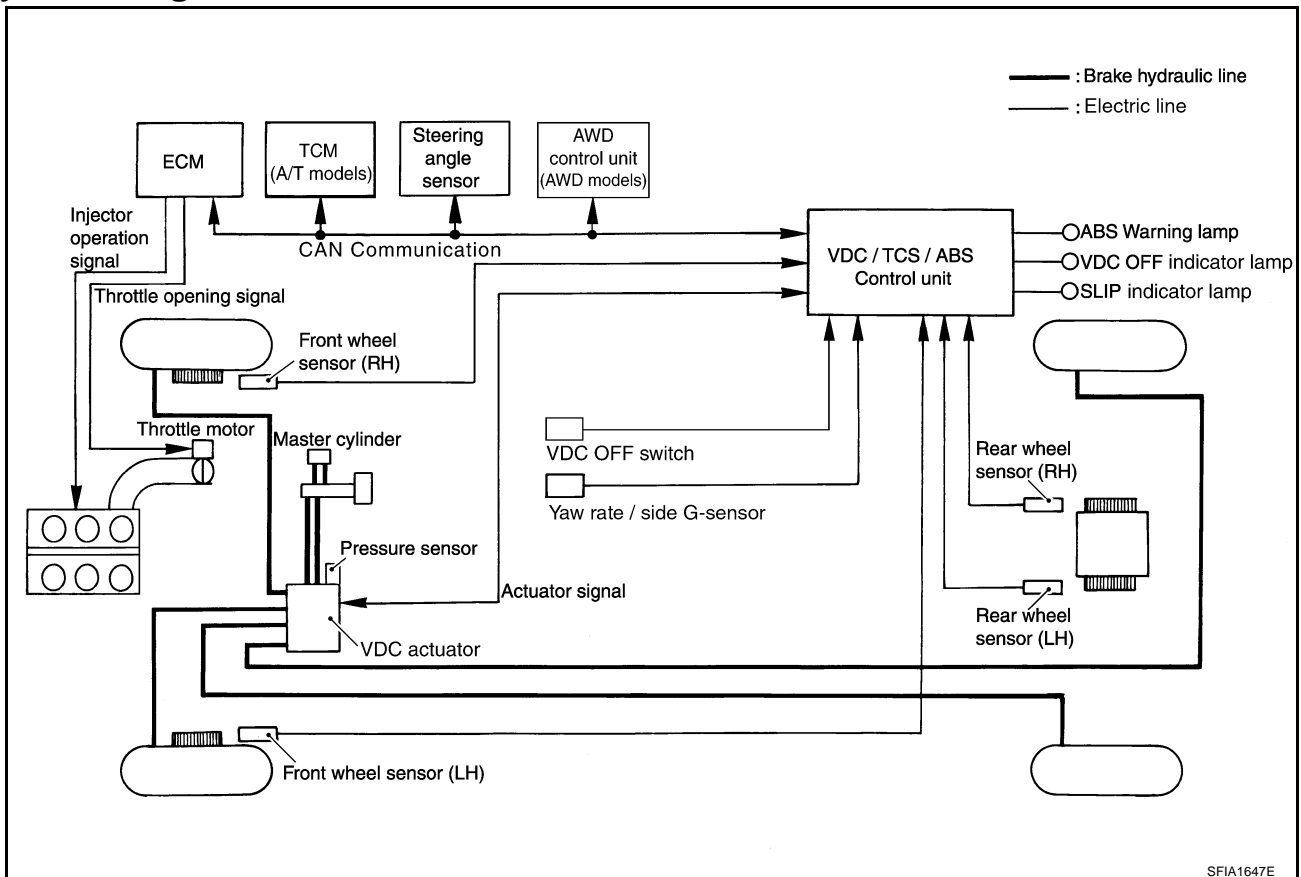 : Brake hydraulic line
: Electric line
ECM
TCM
(A/T models)
Steering
angle
sensor
AWD
control unit
(AWD models)
Injector
operation
signal
CAN Communication
VDC / TCS / ABS
Control unit
ABS Warning lamp
VDC OFF indicator lamp
SLIP indicator lamp
Throttle opening signal
Front wheel
sensor (RH)
Throttle motor
Master cylinder
VDC OFF switch
Yaw rate / side G-sensor
Rear wheel
sensor (RH)
Pressure sensor
Actuator signal
VDC actuator
Rear wheel
sensor (LH)
Front wheel sensor (LH)
SFIA1647E